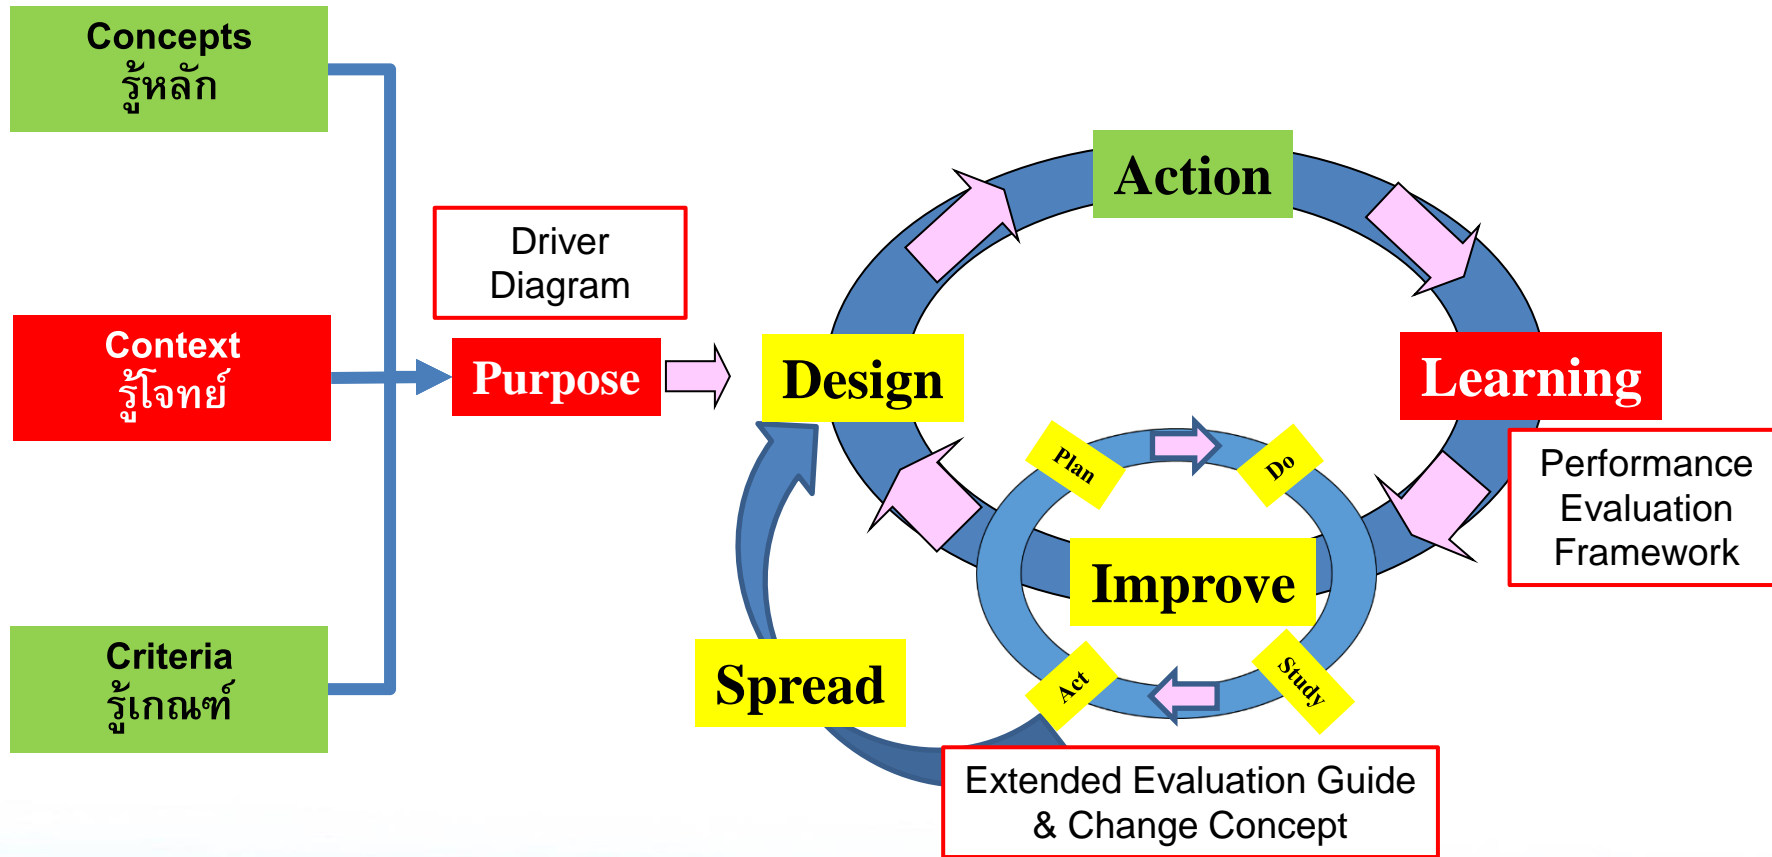 Concepts
รู้หลัก
Context
รู้โจทย์
Criteria
รู้เกณฑ์
Driver
Diagram
Purpose
Design
Action
Learning
Performance
Evaluation
Framework
Plan
Do
Improve
Act
Study
Spread
Extended Evaluation Guide
& Change Concept